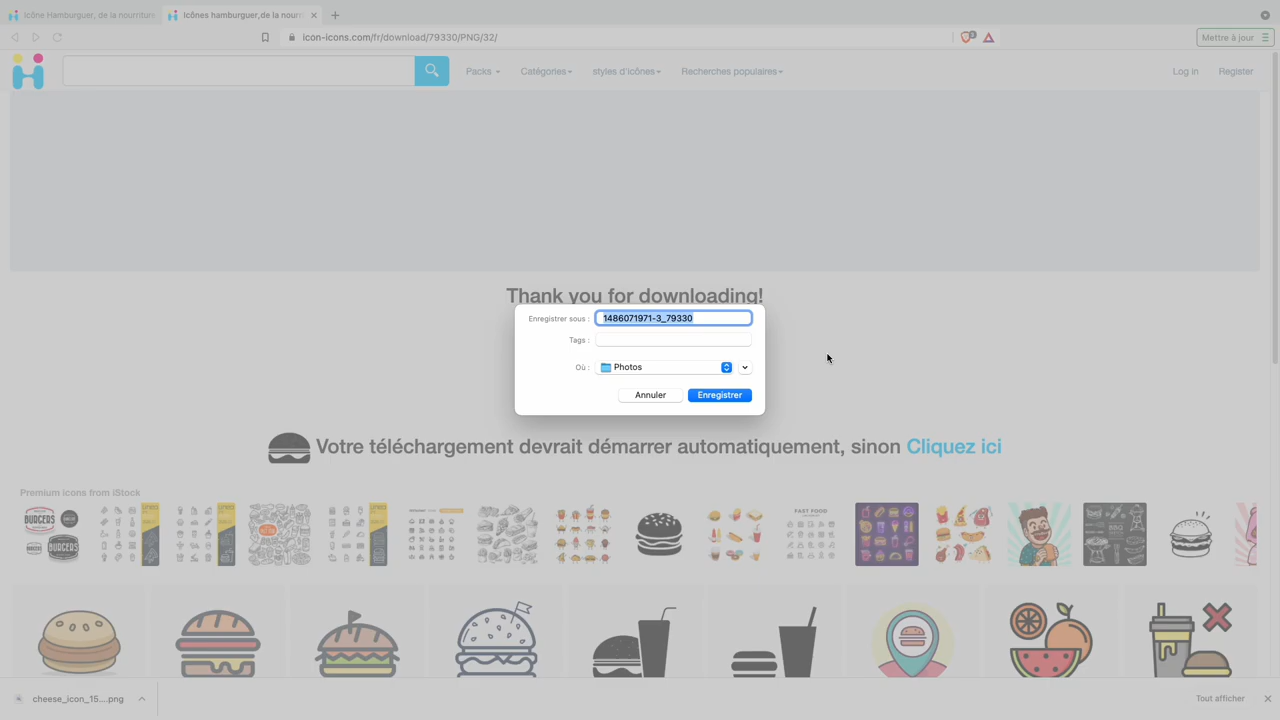 Icône Hamburguer, de la nourriture
Icônes hamburguer,de la nourri
icon-icons.com/fr/download/79330/PNG/32/
Mettre à jour
Packs
Catégories
styles d'icônes
Recherches populaires
Log in
Register
Thank you for downloading!
Enregistrer sous :
1486071971-3_79330
Tags :
Où :
Photos
Annuler
Enregistrer
Votre téléchargement devrait démarrer automatiquement, sinon Cliquez ici
Premium icons from iStock
BURGERS
BURGERS
FAST FOOD
BBQ
cheese_icon_15....png
Tout afficher